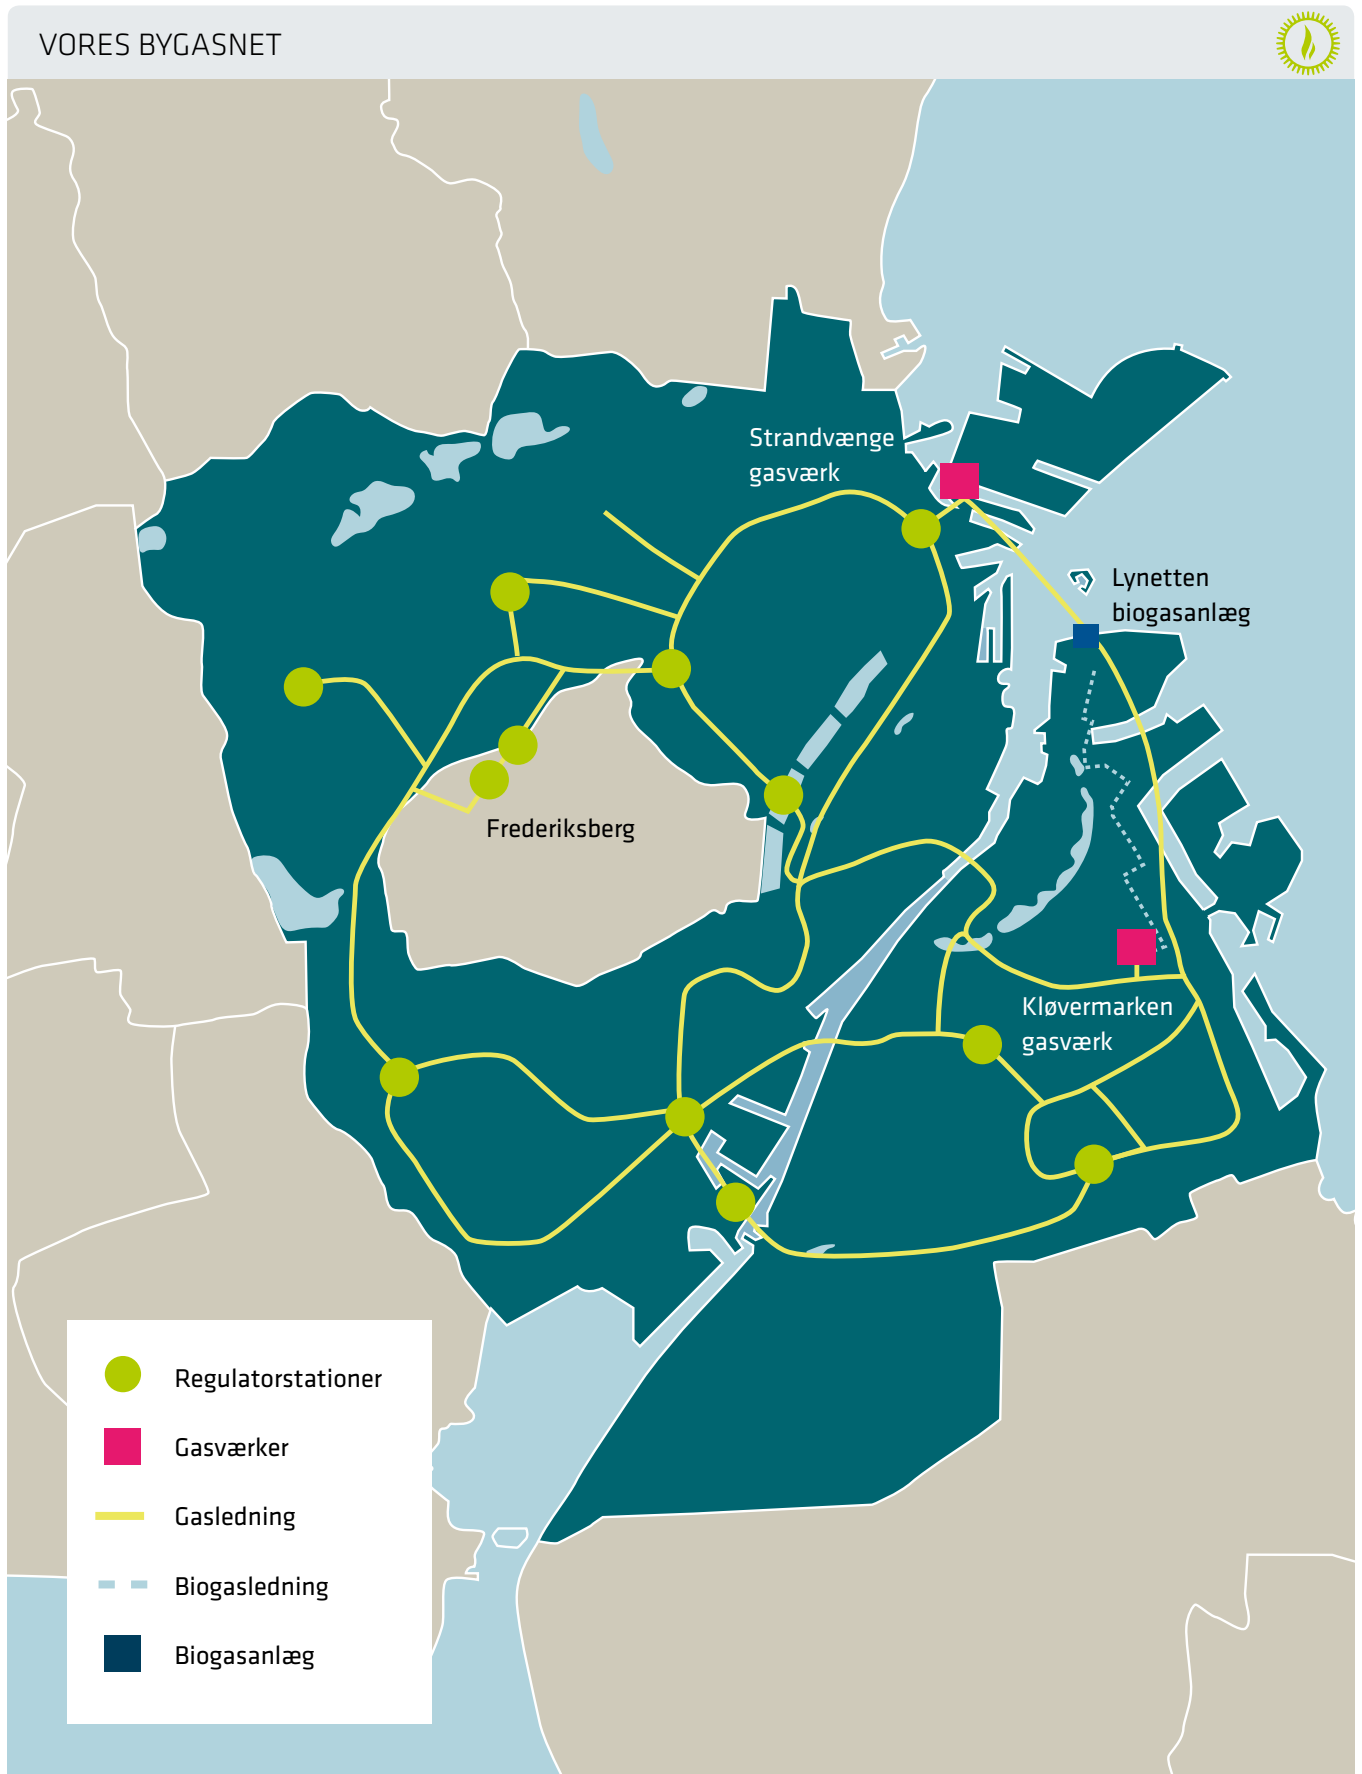 VORES BYGASNET
Strandvænge
gasværk
Lynetten
biogasanlæg
Frederiksberg
Kløvermarken
gasværk
Regulatorstationer
Gasværker
Gasledning
Biogasledning
Biogasanlæg